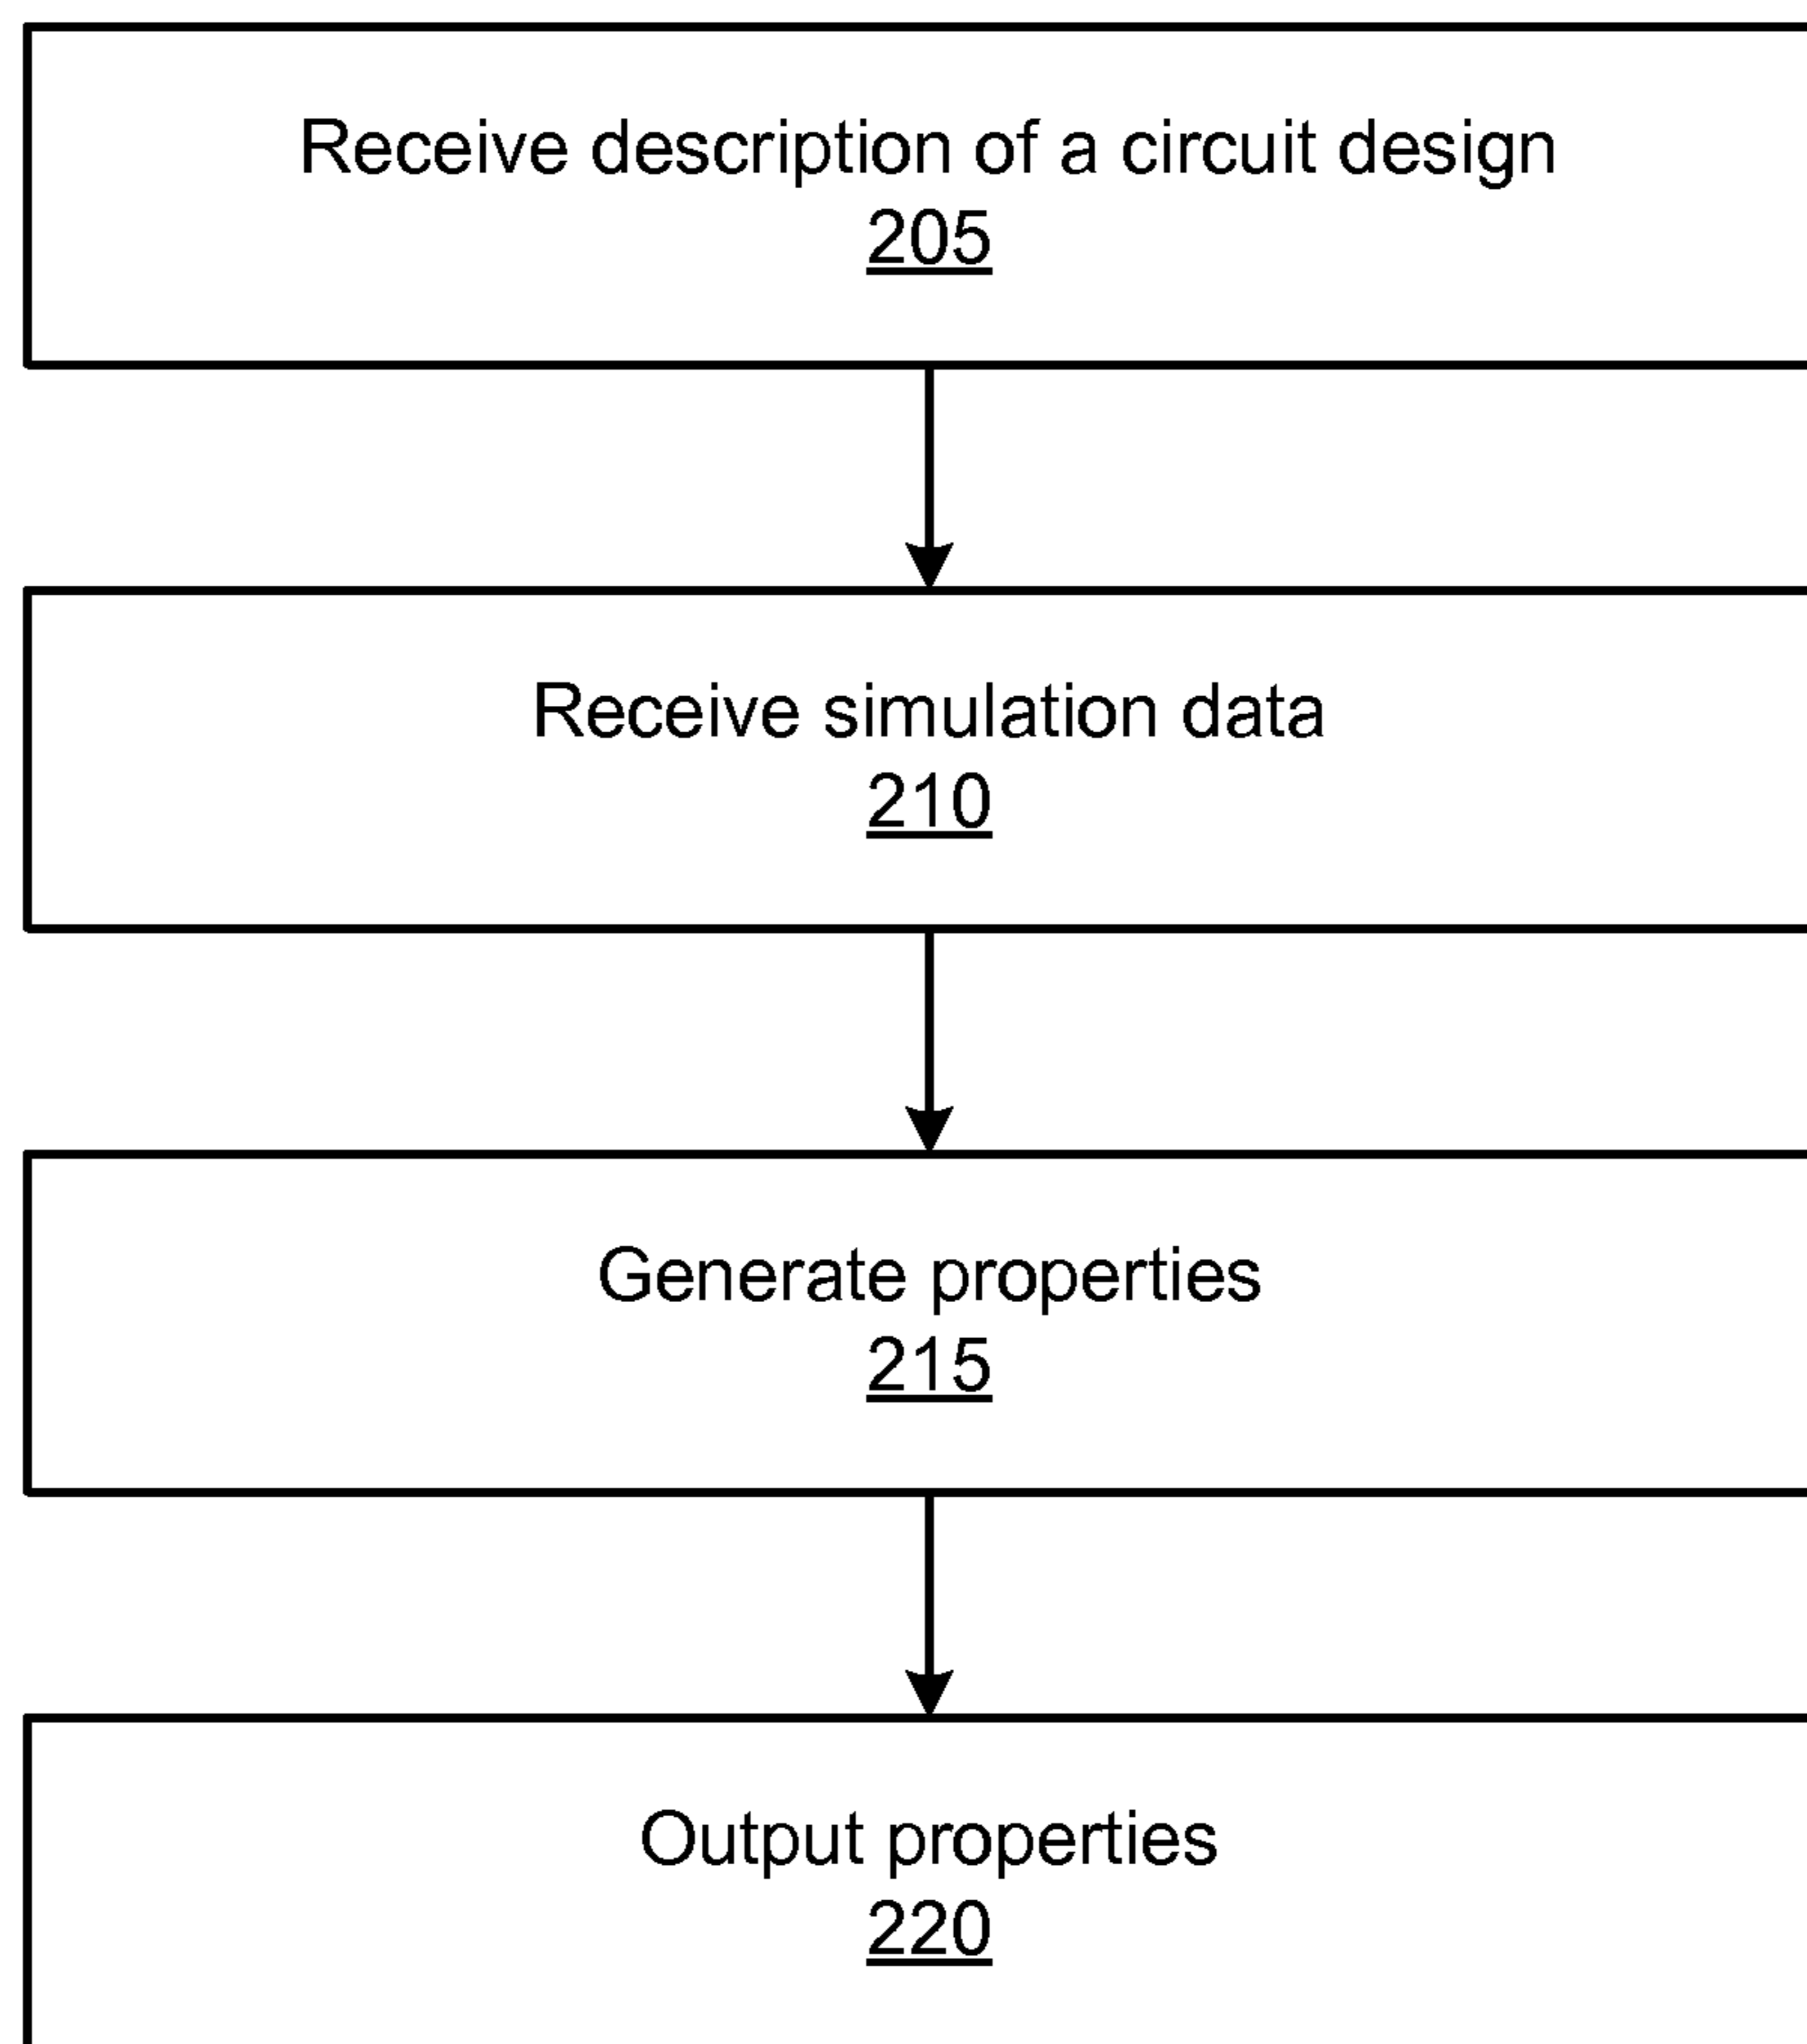 Receive description of a circuit design
205
Receive simulation data
210
Generate properties
215
Output properties
220